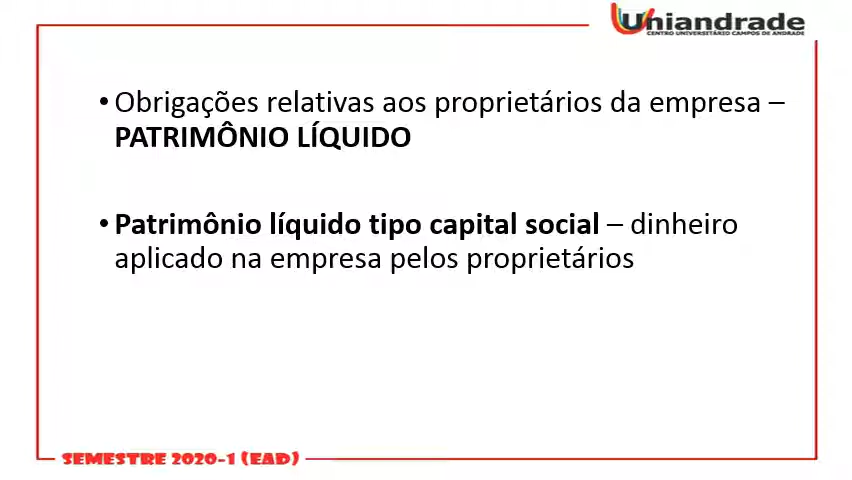 Uniandrade
CENTRO UNIVERSITÁRIO CAMPOS DE ANDRADE
• Obrigações relativas aos proprietários da empresa –
PATRIMÔNIO LÍQUIDO
• Patrimônio líquido tipo capital social – dinheiro
aplicado na empresa pelos proprietários
SEMESTRE 2020-1 (EAD)